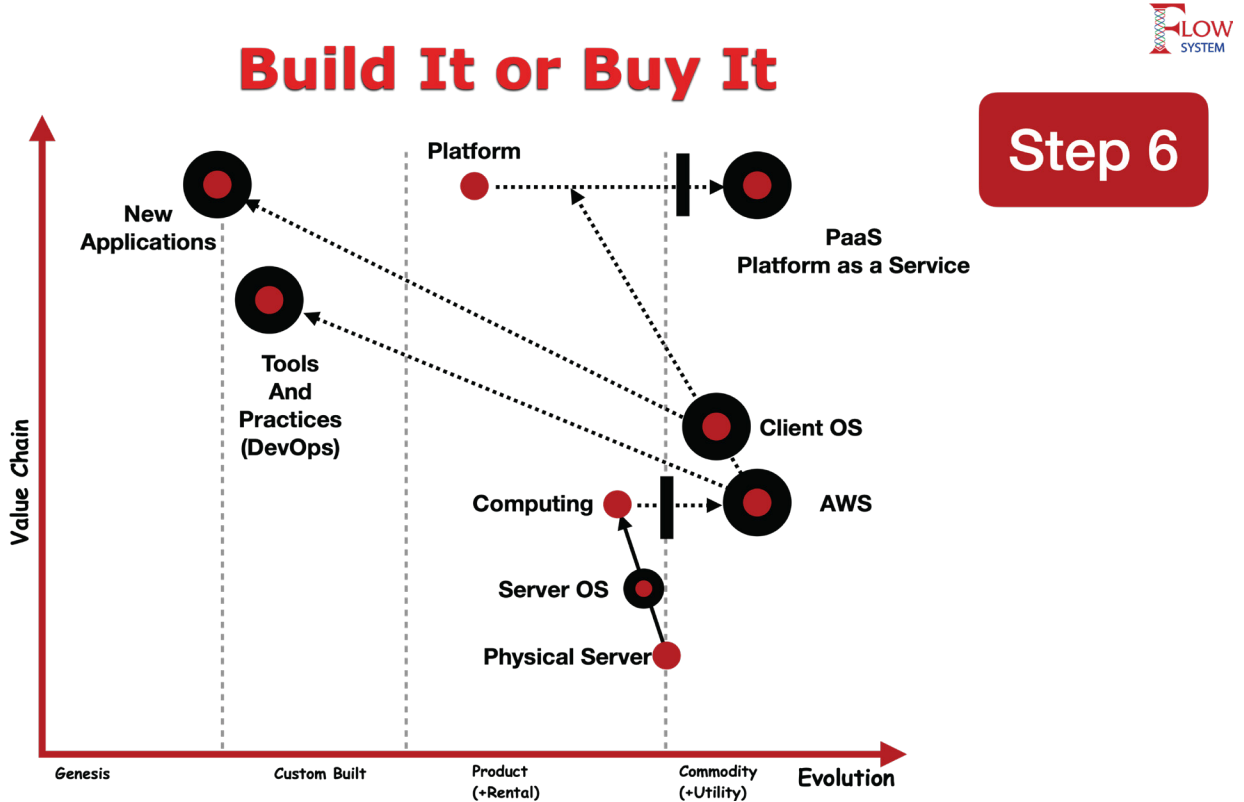 FLOW
SYSTEM
Build It or Buy It
Step 6
Platform
New
Applications
PaaS
Platform as a Service
Tools
And
Practices
(DevOps)
Client OS
Value Chain
Computing
AWS
Server OS
Physical Server
Genesis
Custom Built
Product
(+Rental)
Commodity
(+Utility)
Evolution